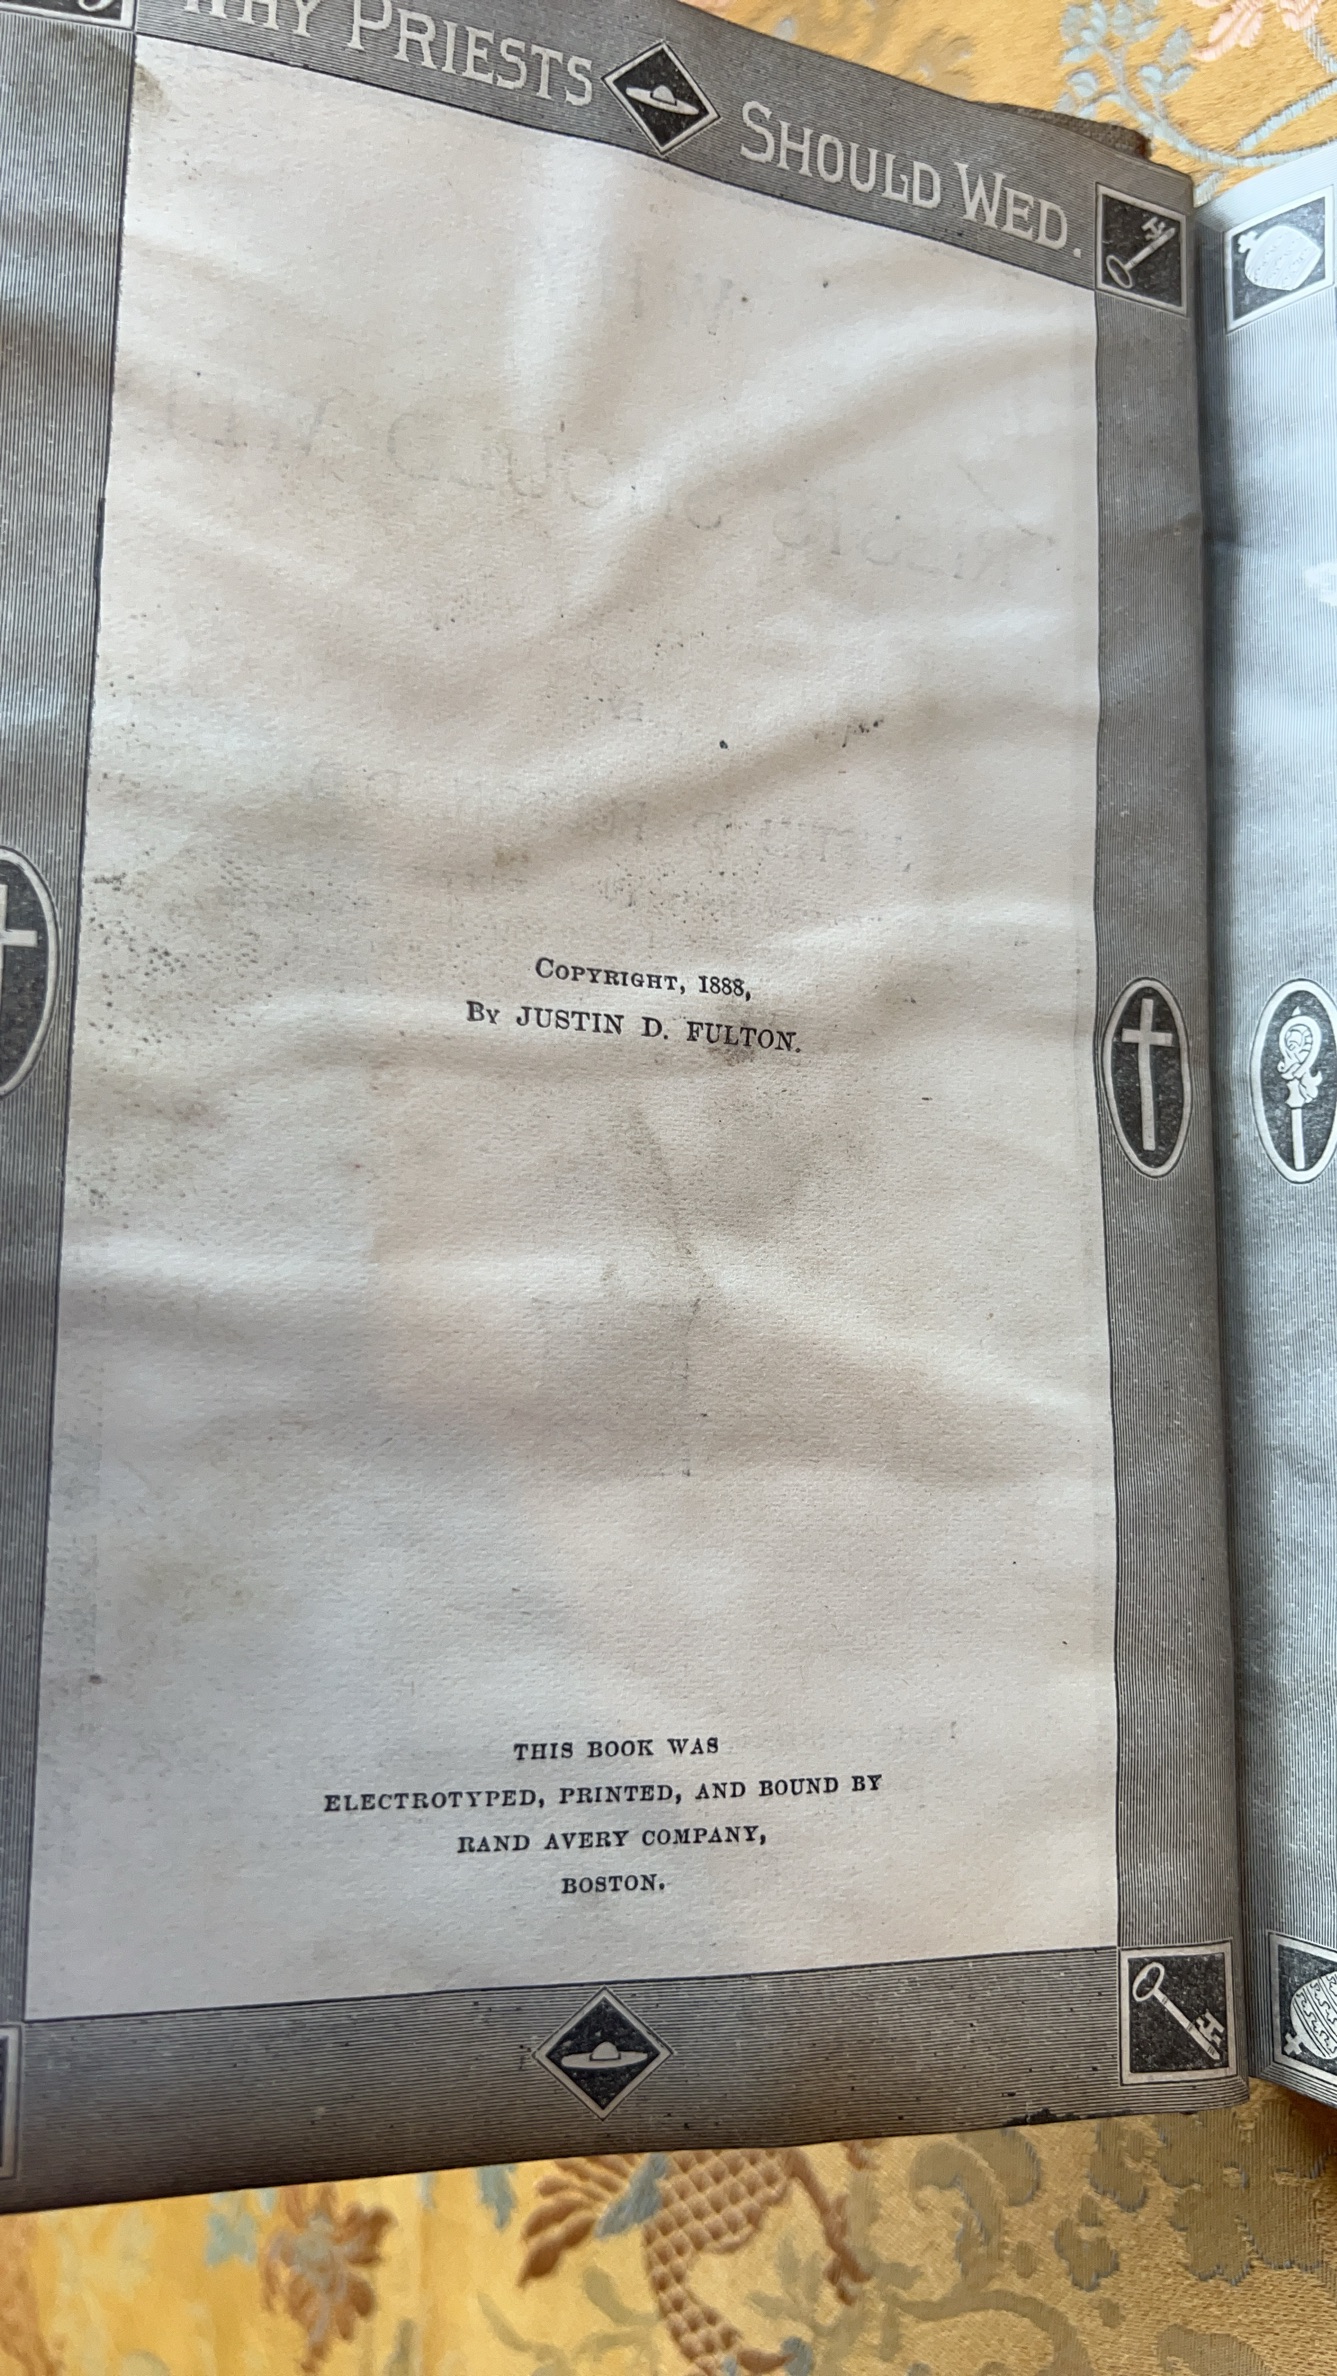 WHY PRIESTS SHOULD WED.
COPYRIGHT, 1888,
BY JUSTIN D. FULTON.
THIS BOOK WAS
ELECTROTYPED, PRINTED, AND BOUND BY
RAND AVERY COMPANY,
BOSTON.